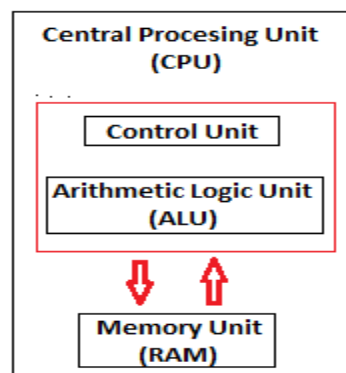 Central Procesing Unit
(CPU)
. . .
Control Unit
Arithmetic Logic Unit
(ALU)
Memory Unit
(RAM)